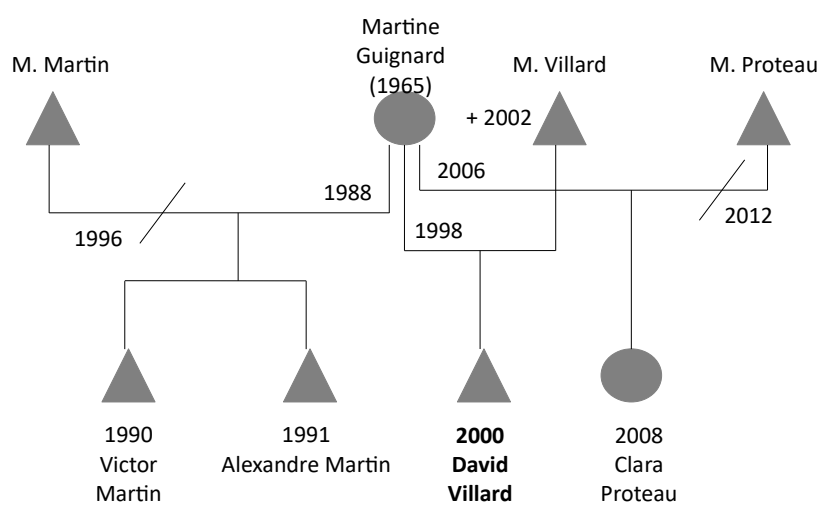 Martine
Guignard
(1965)
M. Martin
M. Villard
M. Proteau
+ 2002
2006
1988
1996
1998
2012
1990
Victor
Martin
1991
Alexandre Martin
2000
David
Villard
2008
Clara
Proteau